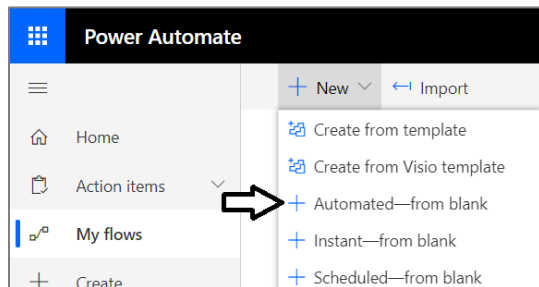 Power Automate
New
Import
Home
Create from template
Create from Visio template
Action items
Automated—from blank
My flows
Instant—from blank
Create
Scheduled—from blank